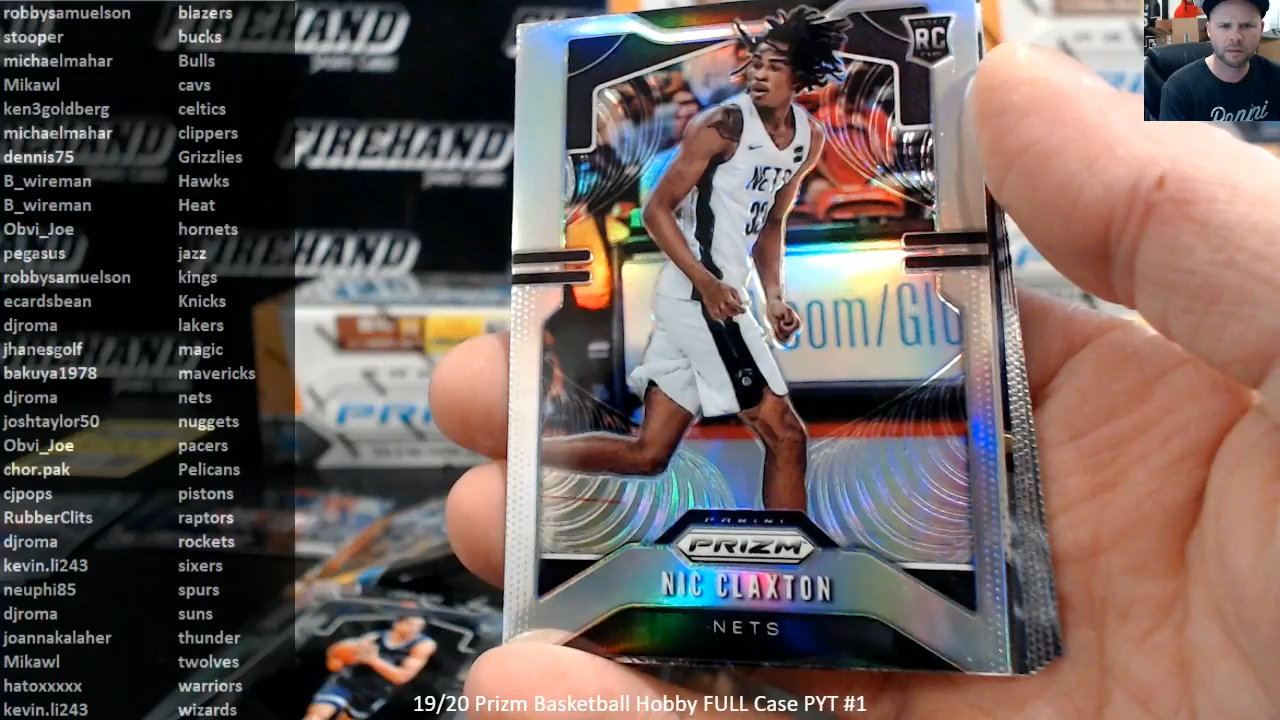 robbysamuelson blazers
stooper bucks
michaelmahar Bulls
Mikawl cavs
ken3goldberg celtics
michaelmahar clippers
dennis75 Grizzlies
B_wireman Hawks
B_wireman Heat
Obvi_Joe hornets
pegasus jazz
robbysamuelson kings
ecardsbean Knicks
djroma lakers
jhanesgolf magic
bakuya1978 mavericks
djroma nets
joshtaylor50 nuggets
Obvi_Joe pacers
chor.pak Pelicans
cjpops pistons
RubberClits raptors
djroma rockets
kevin.li243 sixers
neuphi85 spurs
djroma suns
joannakalaher thunder
Mikawl twolves
hatoxxxxx warriors
kevin.li243 wizards
FIREHAND
FIREHAND
FIREHAND
RC
NETS
.com/Glo
PANINI
PRIZM
NIC CLAXTON
NETS
Panini
19/20 Prizm Basketball Hobby FULL Case PYT #1